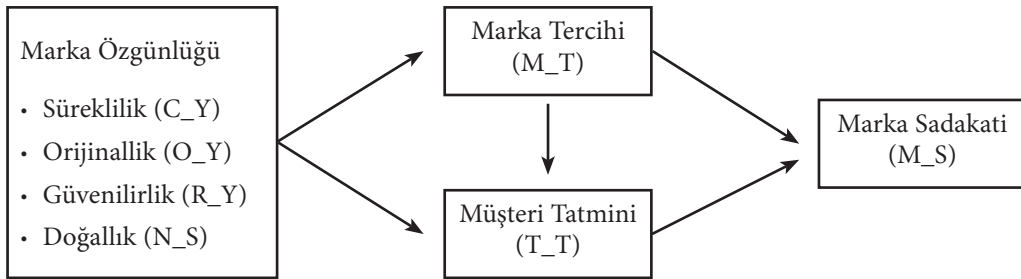 Marka Özgünlüğü
• Süreklilik (C_Y)
• Orijinallik (O_Y)
• Güvenilirlik (R_Y)
• Doğallık (N_S)
Marka Tercihi
(M_T)
Müşteri Tatmini
(T_T)
Marka Sadakati
(M_S)